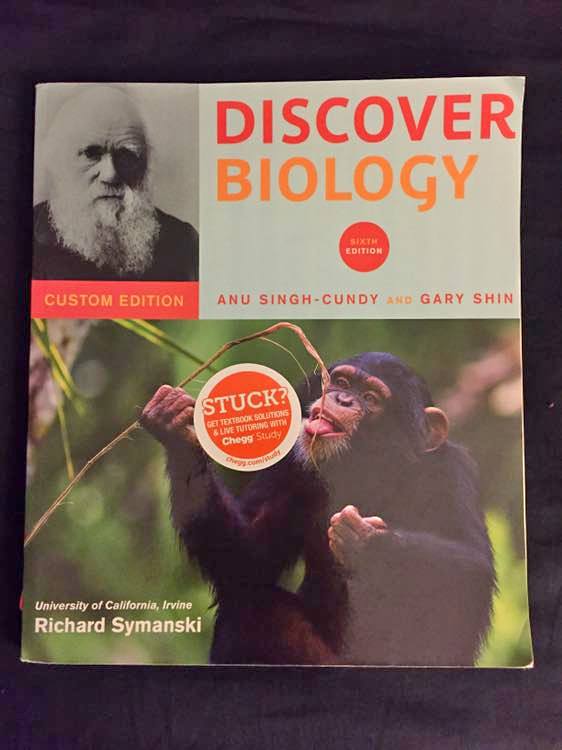 DISCOVER
BIOLOGY
SIXTH
EDITION
CUSTOM EDITION
ANU SINGH-CUNDY AND GARY SHIN
STUCK?
GET TEXTBOOK SOLUTIONS
& LIVE TUTORING WITH
Chegg Study
chegg.com/study
University of California, Irvine
Richard Symanski